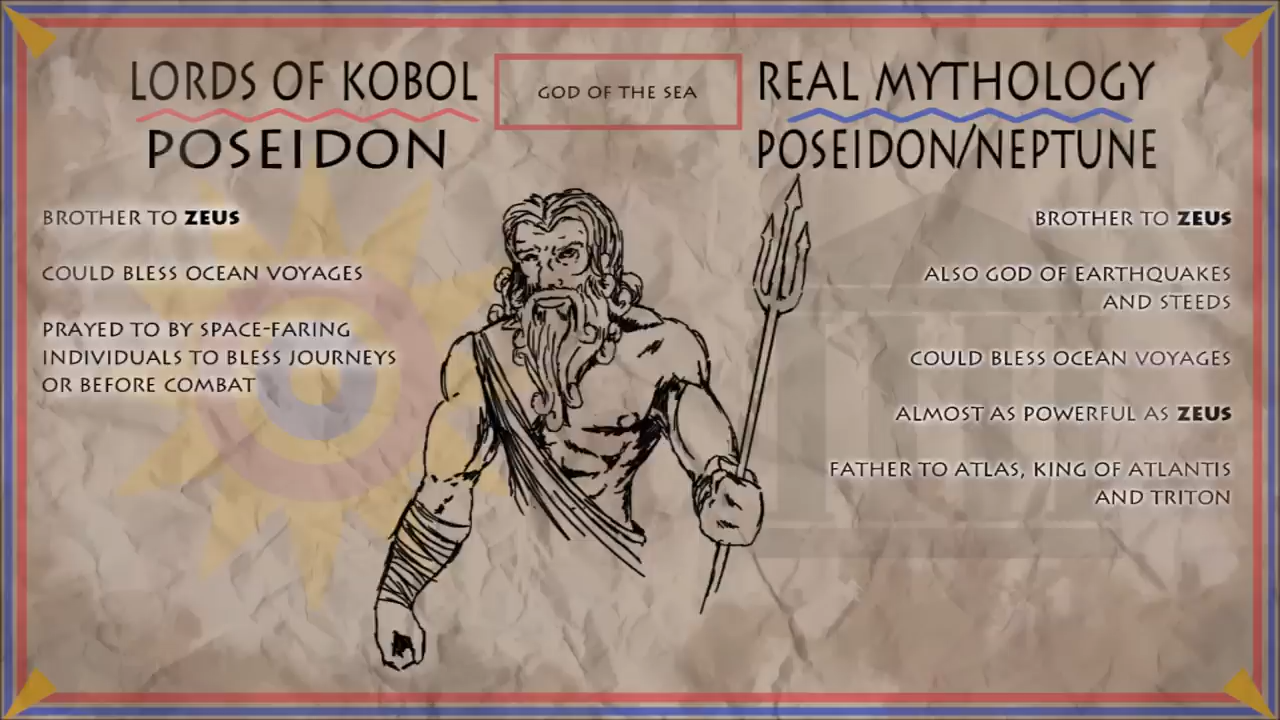 LORDS OF KOBOL
POSEIDON
GOD OF THE SEA
REAL MYTHOLOGY
POSEIDON/NEPTUNE
BROTHER TO ZEUS
COULD BLESS OCEAN VOYAGES
PRAYED TO BY SPACE-FARING
INDIVIDUALS TO BLESS JOURNEYS
OR BEFORE COMBAT
BROTHER TO ZEUS
ALSO GOD OF EARTHQUAKES
AND STEEDS
COULD BLESS OCEAN VOYAGES
ALMOST AS POWERFUL AS ZEUS
FATHER TO ATLAS, KING OF ATLANTIS
AND TRITON